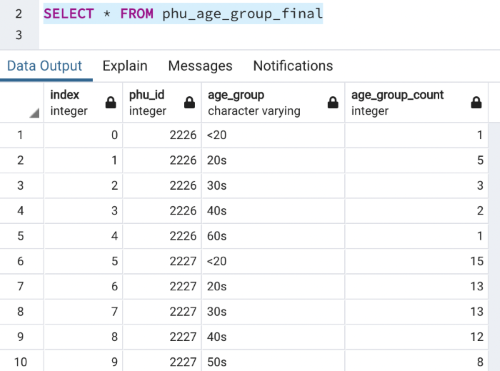 2 SELECT * FROM phu_age_group_final
3
Data Output Explain Messages Notifications
index phu_id age_group age_group_count
integer integer character varying integer
1 0 2226 <20 1
2 1 2226 20s 5
3 2 2226 30s 3
4 3 2226 40s 2
5 4 2226 60s 1
6 5 2227 <20 15
7 6 2227 20s 13
8 7 2227 30s 13
9 8 2227 40s 12
10 9 2227 50s 8